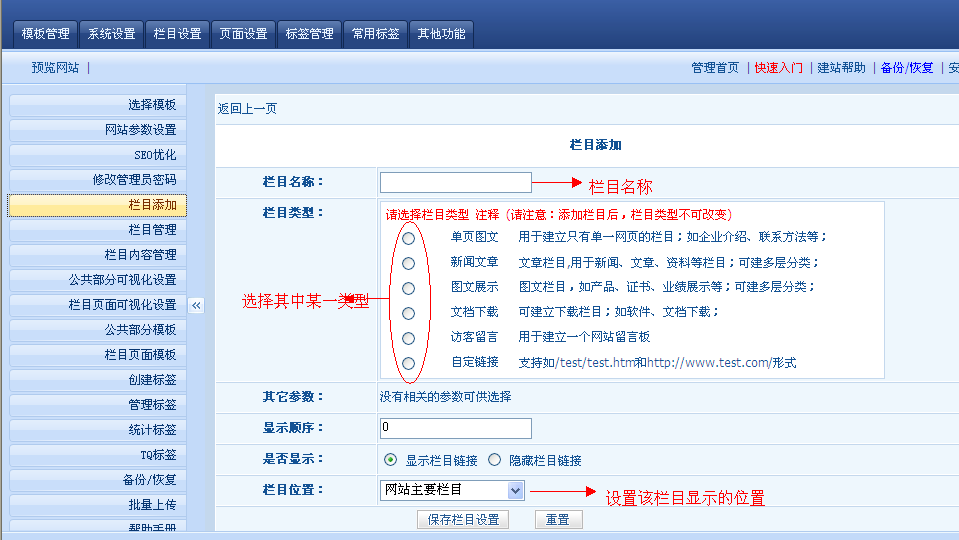 模板管理 系统设置 栏目设置 页面设置 标签管理 常用标签 其他功能
预览网站 | 管理首页 | 快速入门 | 建站帮助 | 备份/恢复 | 安
选择模板
网站参数设置
SEO优化
修改管理员密码
栏目添加
栏目管理
栏目内容管理
公共部分可视化设置
栏目页面可视化设置
公共部分模板
栏目页面模板
创建标签
管理标签
统计标签
TQ标签
备份/恢复
批量上传
帮助手册
«
返回上一页
栏目添加
栏目名称： 栏目名称
栏目类型： 请选择栏目类型 注释 (请注意：添加栏目后，栏目类型不可改变)
单页图文 用于建立只有单一网页的栏目；如企业介绍、联系方法等；
新闻文章 文章栏目,用于新闻、文章、资料等栏目；可建多层分类；
图文展示 图文栏目，如产品、证书、业绩展示等；可建多层分类；
选择其中某一类型
文档下载 可建立下载栏目；如软件、文档下载；
访客留言 用于建立一个网站留言板
自定链接 支持如/test/test.htm和http://www.test.com/形式
其它参数： 没有相关的参数可供选择
显示顺序： 0
是否显示： 显示栏目链接 隐藏栏目链接
栏目位置： 网站主要栏目 设置该栏目显示的位置
保存栏目设置 重置